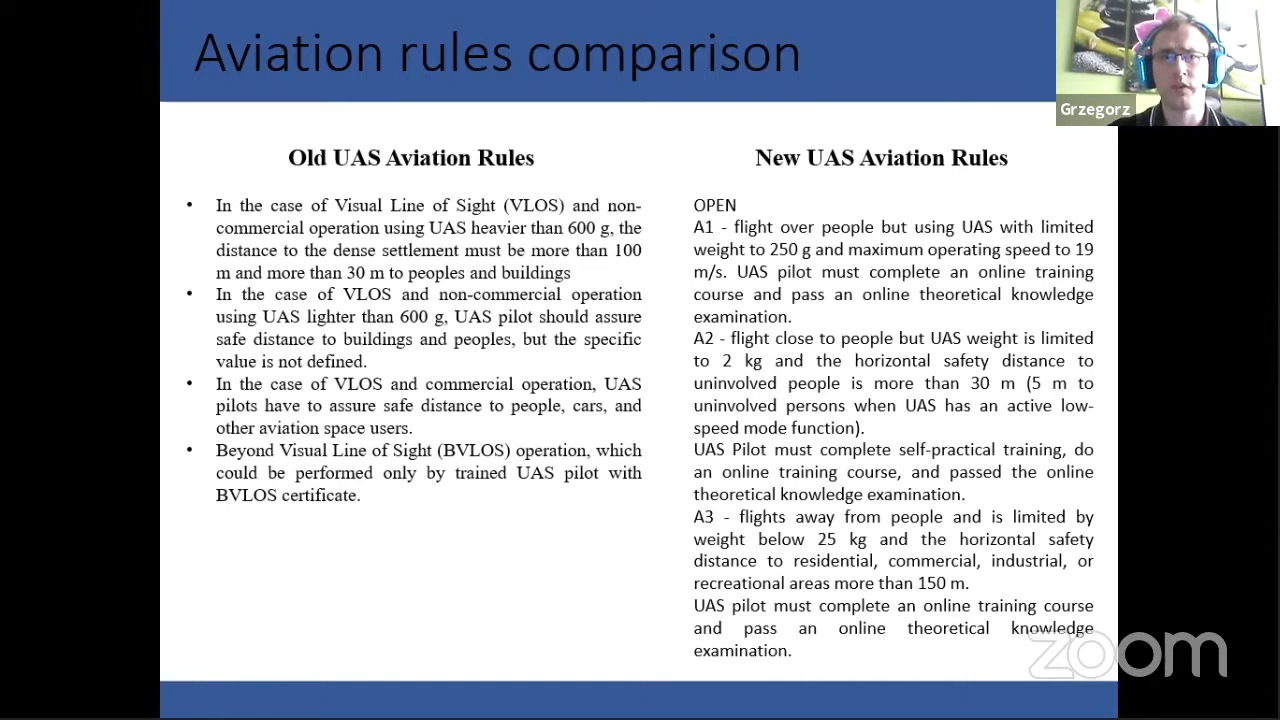 Aviation rules comparison
Grzegorz
Old UAS Aviation Rules
• In the case of Visual Line of Sight (VLOS) and non-
commercial operation using UAS heavier than 600 g, the
distance to the dense settlement must be more than 100
m and more than 30 m to peoples and buildings
• In the case of VLOS and non-commercial operation
using UAS lighter than 600 g, UAS pilot should assure
safe distance to buildings and peoples, but the specific
value is not defined.
• In the case of VLOS and commercial operation, UAS
pilots have to assure safe distance to people, cars, and
other aviation space users.
• Beyond Visual Line of Sight (BVLOS) operation, which
could be performed only by trained UAS pilot with
BVLOS certificate.
New UAS Aviation Rules
OPEN
A1 - flight over people but using UAS with limited
weight to 250 g and maximum operating speed to 19
m/s. UAS pilot must complete an online training
course and pass an online theoretical knowledge
examination.
A2 - flight close to people but UAS weight is limited
to 2 kg and the horizontal safety distance to
uninvolved people is more than 30 m (5 m to
uninvolved persons when UAS has an active low-
speed mode function).
UAS Pilot must complete self-practical training, do
an online training course, and passed the online
theoretical knowledge examination.
A3 - flights away from people and is limited by
weight below 25 kg and the horizontal safety
distance to residential, commercial, industrial, or
recreational areas more than 150 m.
UAS pilot must complete an online training course
and pass an online theoretical knowledge
examination.
zoom